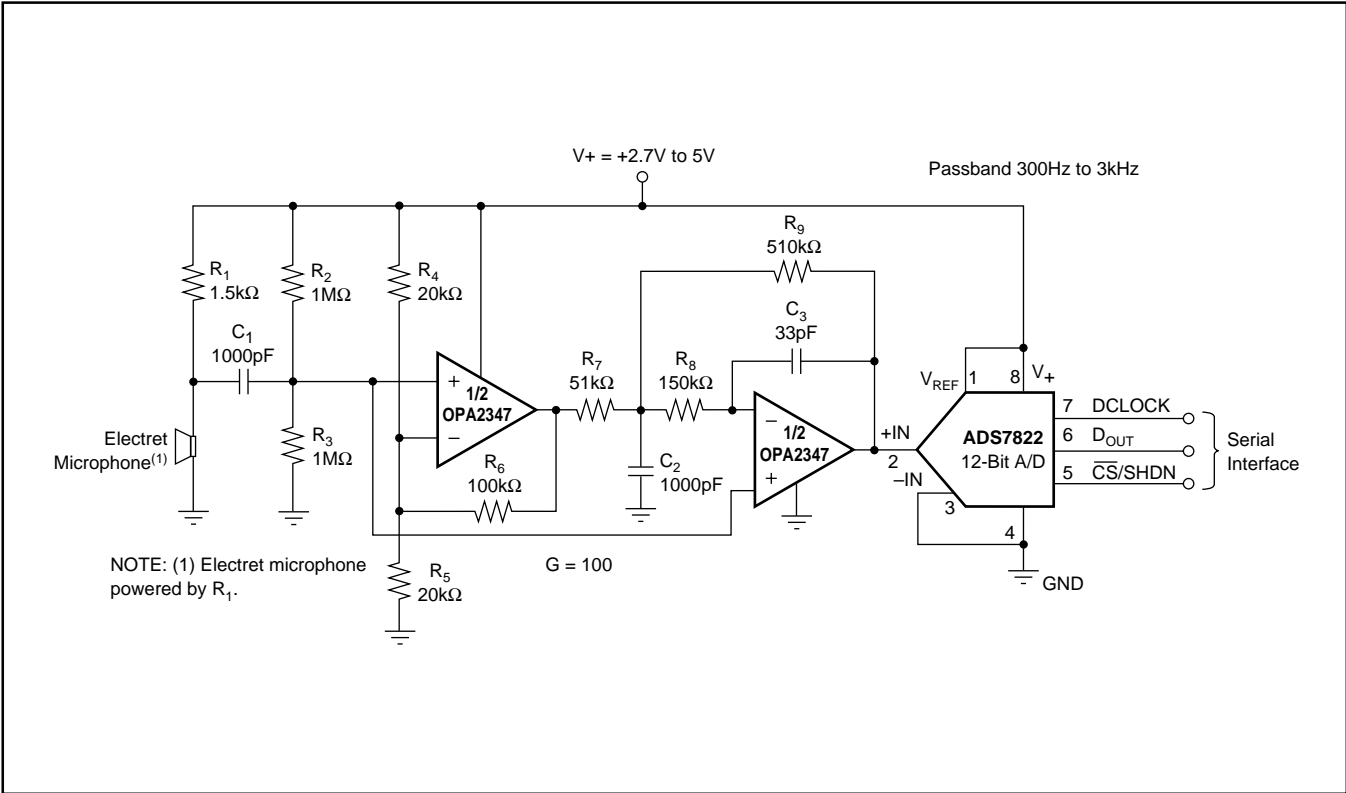 V+ = +2.7V to 5V
Passband 300Hz to 3kHz
R9
510kΩ
R1
1.5kΩ
R2
1MΩ
R4
20kΩ
C3
33pF
C1
1000pF
R7
51kΩ
R8
150kΩ
VREF 1
8 V+
+
1/2
OPA2347
–
–
1/2
OPA2347
+
7 DCLOCK
6 DOUT
5 CS/SHDN
Serial
Interface
+IN
2
–IN
3
ADS7822
12-Bit A/D
4
Electret
Microphone(1)
R3
1MΩ
R6
100kΩ
C2
1000pF
NOTE: (1) Electret microphone
powered by R1.
R5
20kΩ
G = 100
GND